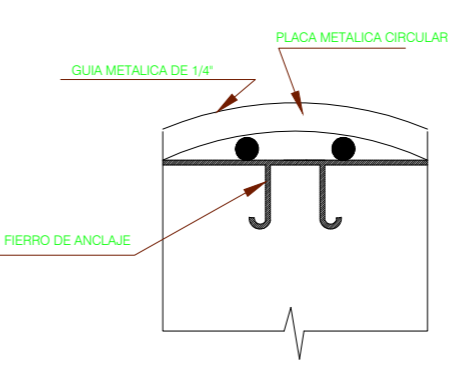 PLACA METALICA CIRCULAR
GUIA METALICA DE 1/4"
FIERRO DE ANCLAJE